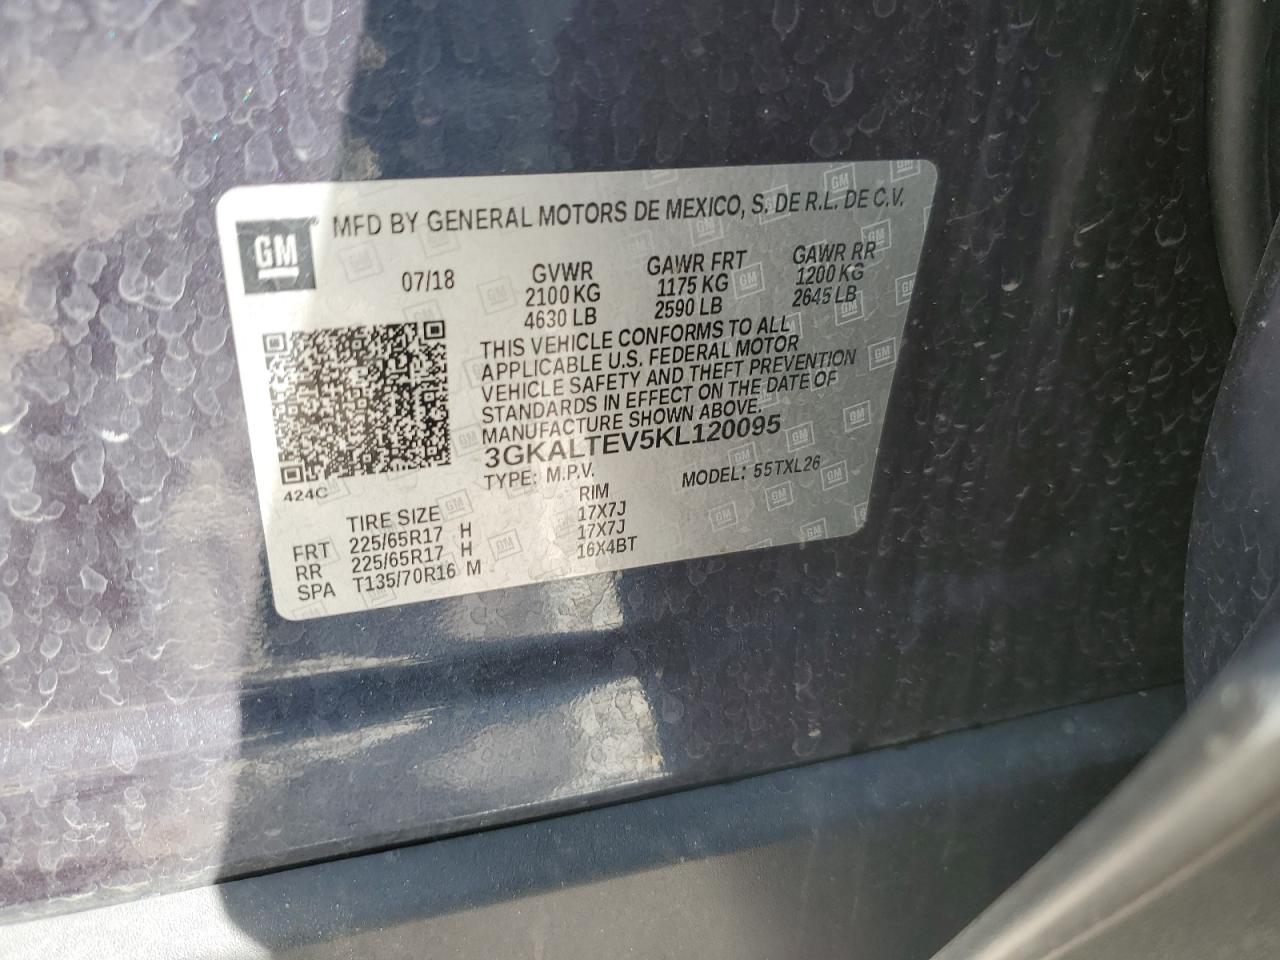 GM
MFD BY GENERAL MOTORS DE MEXICO, S. DE R.L. DE C.V.
07/18
GVWR GAWR FRT GAWR RR
2100 KG 1175 KG 1200 KG
4630 LB 2590 LB 2645 LB
THIS VEHICLE CONFORMS TO ALL
APPLICABLE U.S. FEDERAL MOTOR
VEHICLE SAFETY AND THEFT PREVENTION
STANDARDS IN EFFECT ON THE DATE OF
MANUFACTURE SHOWN ABOVE.
3GKALTEV5KL120095
TYPE: M.P.V. MODEL: 55TXL26
424C
TIRE SIZE RIM
FRT 225/65R17 H 17X7J
RR 225/65R17 H 17X7J
SPA T135/70R16 M 16X4BT